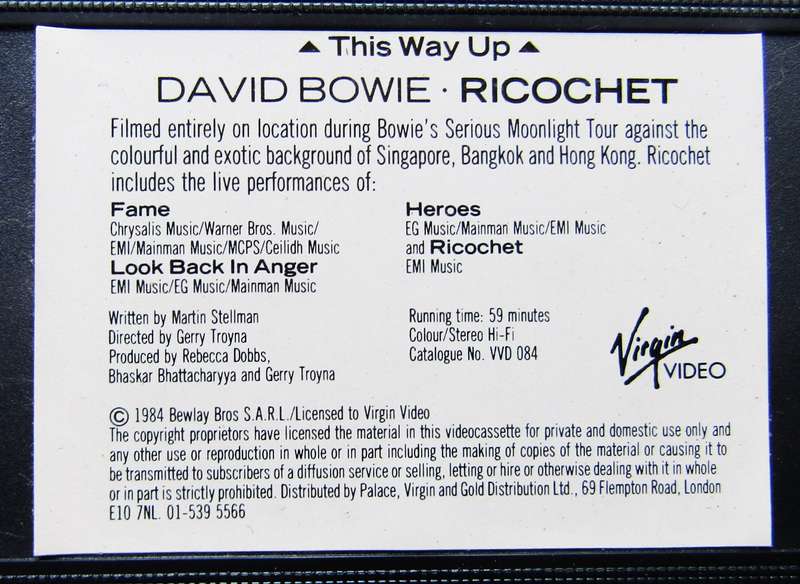 ▲ This Way Up ▲
DAVID BOWIE · RICOCHET
Filmed entirely on location during Bowie's Serious Moonlight Tour against the
colourful and exotic background of Singapore, Bangkok and Hong Kong. Ricochet
includes the live performances of:
Fame
Chrysalis Music/Warner Bros. Music/
EMI/Mainman Music/MCPS/Ceilidh Music
Look Back In Anger
EMI Music/EG Music/Mainman Music
Heroes
EG Music/Mainman Music/EMI Music
and Ricochet
EMI Music
Written by Martin Stellman
Directed by Gerry Troyna
Produced by Rebecca Dobbs,
Bhaskar Bhattacharyya and Gerry Troyna
Running time: 59 minutes
Colour/Stereo Hi-Fi
Catalogue No. VVD 084
Virgin
VIDEO
© 1984 Bewlay Bros S.A.R.L./Licensed to Virgin Video
The copyright proprietors have licensed the material in this videocassette for private and domestic use only and
any other use or reproduction in whole or in part including the making of copies of the material or causing it to
be transmitted to subscribers of a diffusion service or selling, letting or hire or otherwise dealing with it in whole
or in part is strictly prohibited. Distributed by Palace, Virgin and Gold Distribution Ltd., 69 Flempton Road, London
E10 7NL. 01-539 5566